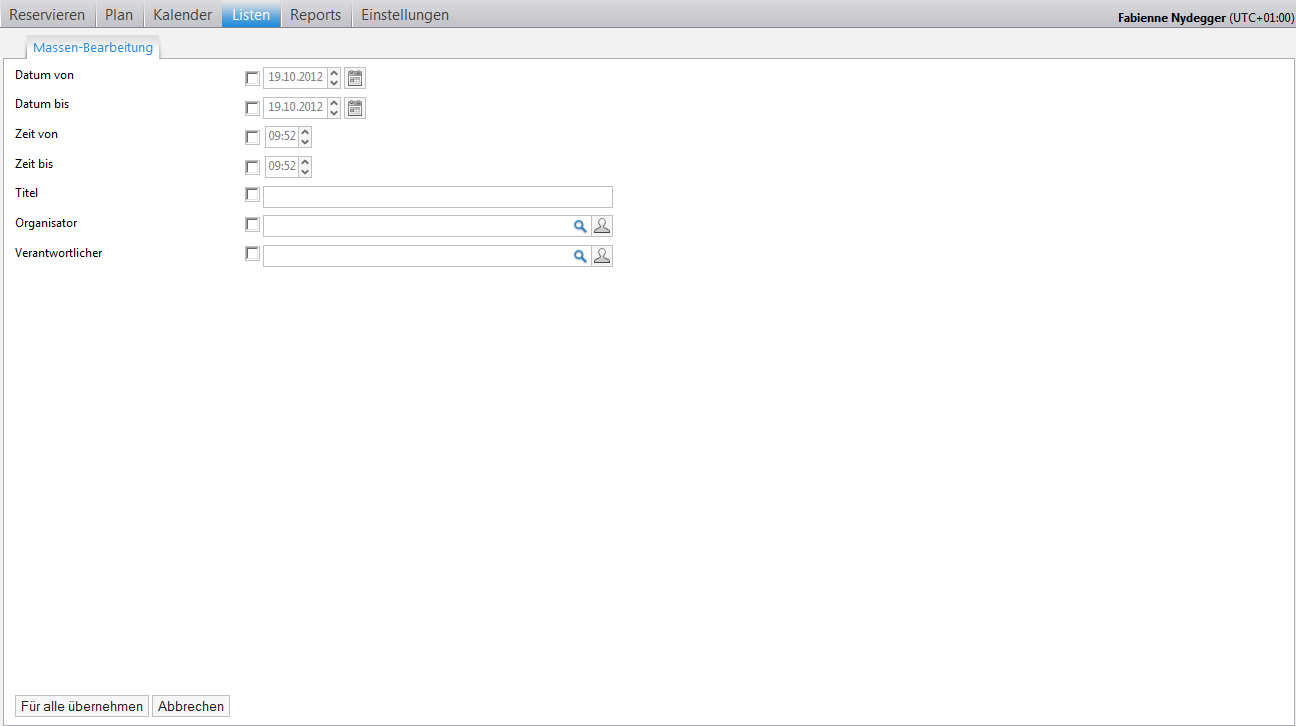 Reservieren Plan Kalender Listen Reports Einstellungen Fabienne Nydegger (UTC+01:00)
Massen-Bearbeitung
Datum von 19.10.2012
Datum bis 19.10.2012
Zeit von 09:52
Zeit bis 09:52
Titel
Organisator
Verantwortlicher
Für alle übernehmen Abbrechen